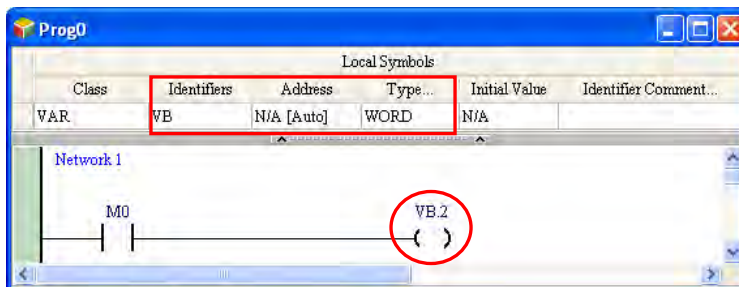 Prog0
Local Symbols
Class Identifiers Address Type... Initial Value Identifier Comment...
VAR VB N/A [Auto] WORD N/A
Network 1
M0 VB.2